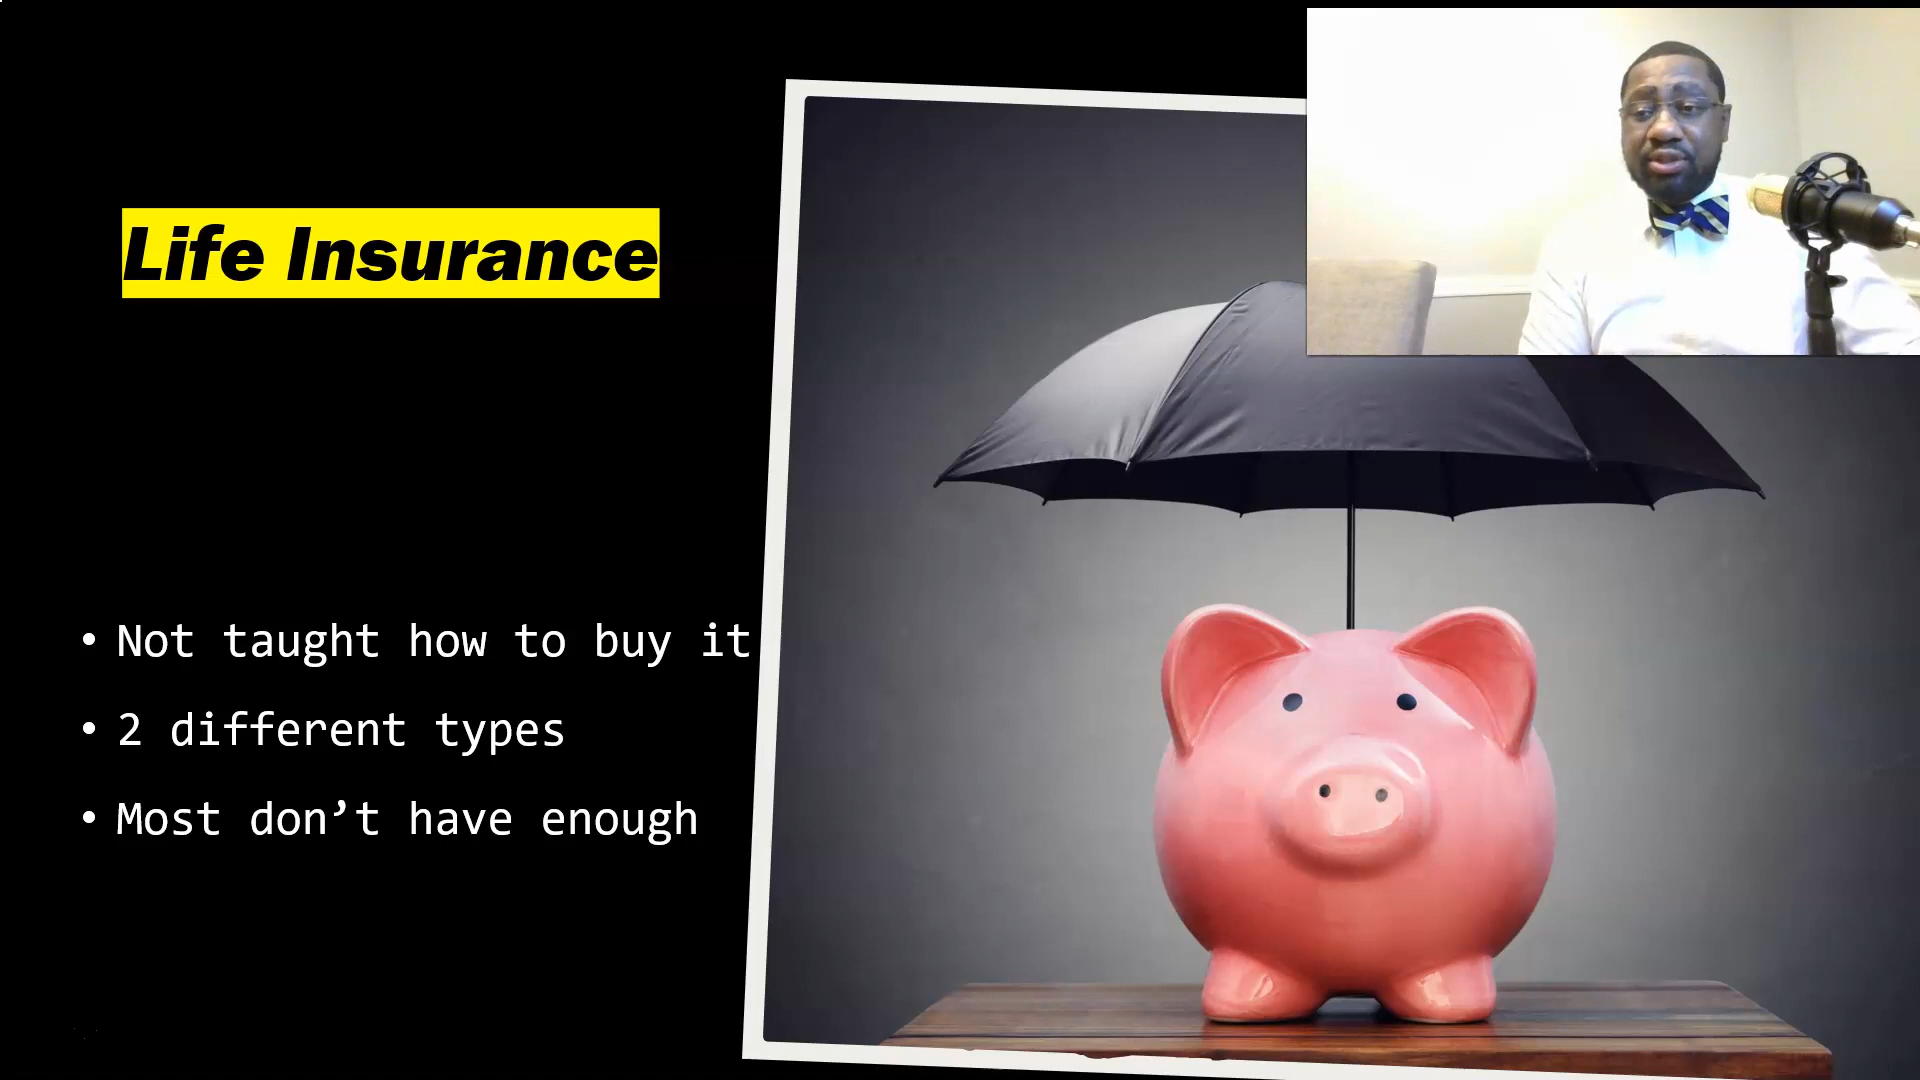 Life Insurance
• Not taught how to buy it
• 2 different types
• Most don’t have enough